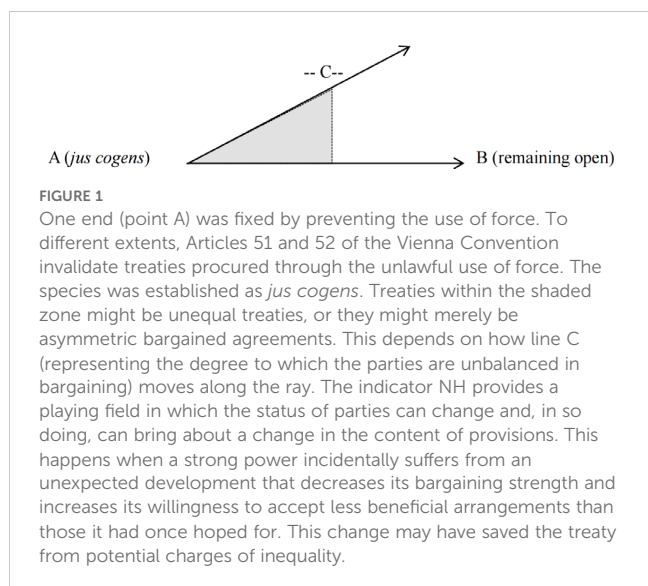 -- C--
A (jus cogens)
B (remaining open)
FIGURE 1
One end (point A) was fixed by preventing the use of force. To
different extents, Articles 51 and 52 of the Vienna Convention
invalidate treaties procured through the unlawful use of force. The
species was established as jus cogens. Treaties within the shaded
zone might be unequal treaties, or they might merely be
asymmetric bargained agreements. This depends on how line C
(representing the degree to which the parties are unbalanced in
bargaining) moves along the ray. The indicator NH provides a
playing field in which the status of parties can change and, in so
doing, can bring about a change in the content of provisions. This
happens when a strong power incidentally suffers from an
unexpected development that decreases its bargaining strength and
increases its willingness to accept less beneficial arrangements than
those it had once hoped for. This change may have saved the treaty
from potential charges of inequality.